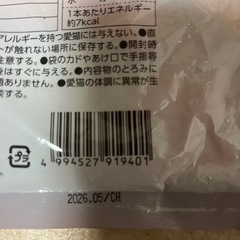 1本あたりエネルギー
約7kcal
アレルギーを持つ愛猫には与えない。●直
トが触れない場所に保存する。●開封時
注意する。●袋のカドやあけ口で手指等
後はすぐに与える。●内容物のとろみに
題ありません。●愛猫の体調に異常が生
プラ
4 994527 919401
2026.05/CH